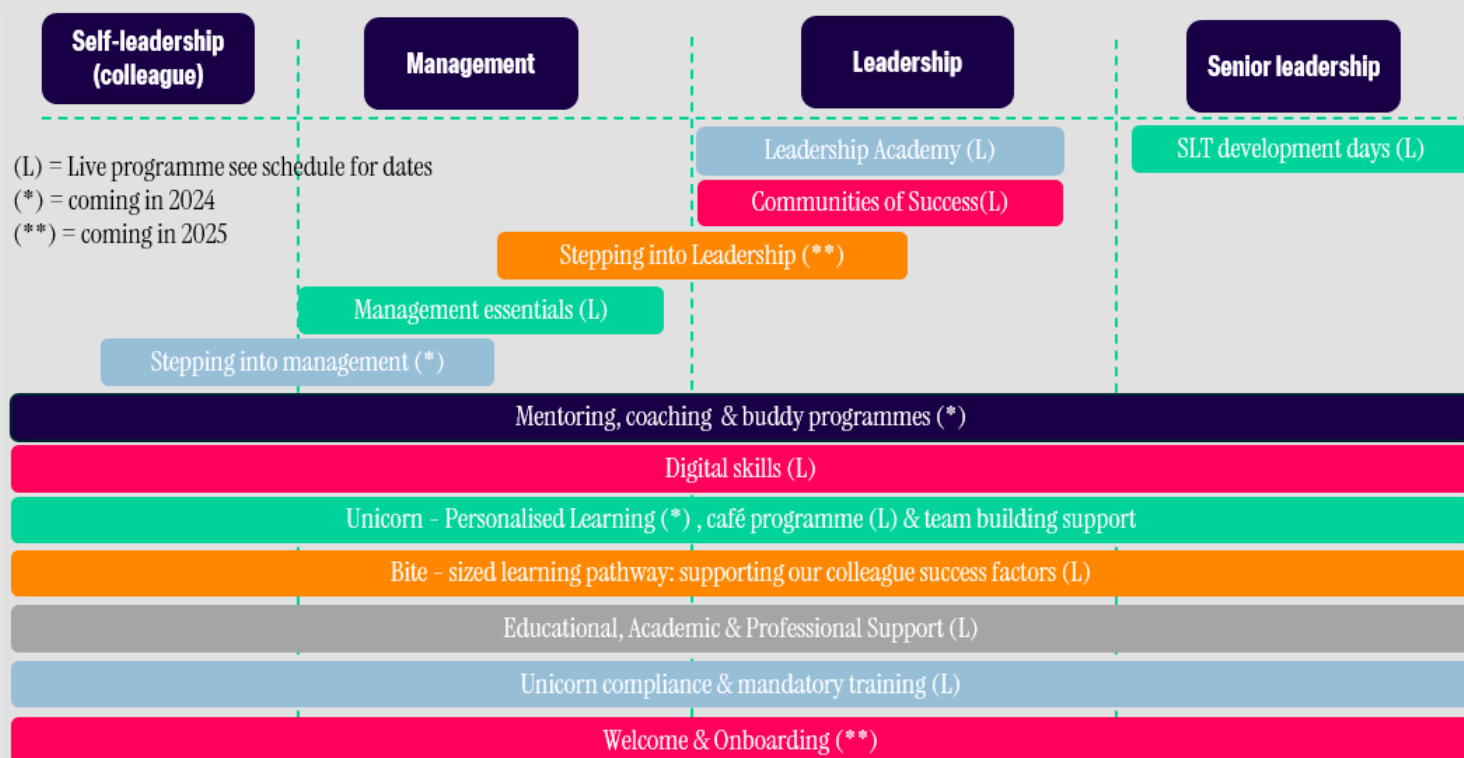 Self-leadership
(colleague)
Management
Leadership
Senior leadership
(L) = Live programme see schedule for dates
(*) = coming in 2024
(**) = coming in 2025
Leadership Academy (L)
SLT development days (L)
Communities of Success(L)
Stepping into Leadership (**)
Management essentials (L)
Stepping into management (*)
Mentoring, coaching & buddy programmes (*)
Digital skills (L)
Unicorn - Personalised Learning (*) , café programme (L) & team building support
Bite - sized learning pathway: supporting our colleague success factors (L)
Educational, Academic & Professional Support (L)
Unicorn compliance & mandatory training (L)
Welcome & Onboarding (**)